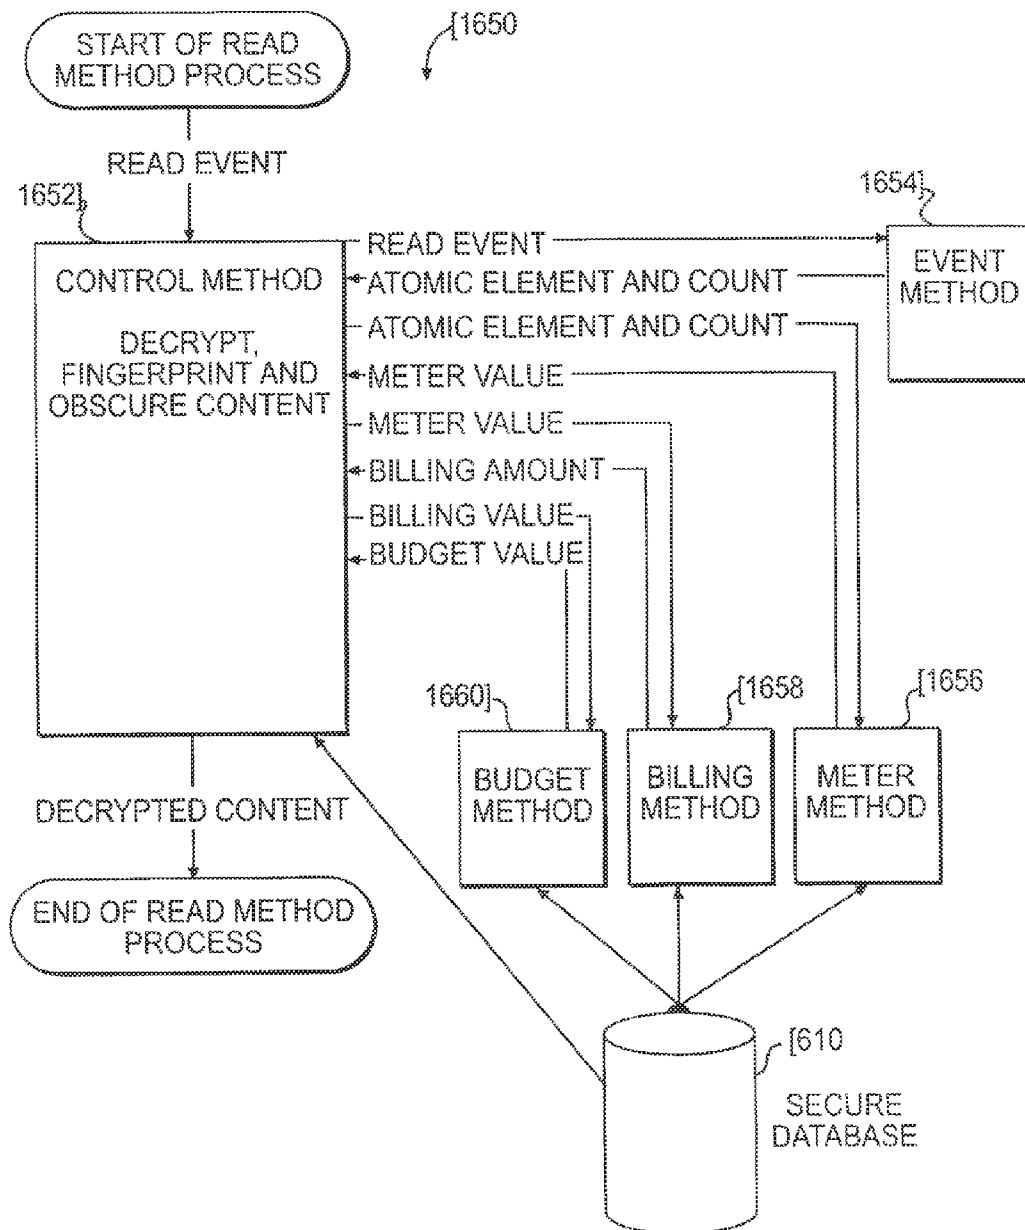 START OF READ
METHOD PROCESS
[1650
READ EVENT
1652]
1654]
CONTROL METHOD
DECRYPT,
FINGERPRINT AND
OBSCURE CONTENT
READ EVENT
ATOMIC ELEMENT AND COUNT
ATOMIC ELEMENT AND COUNT
METER VALUE
METER VALUE
BILLING AMOUNT
BILLING VALUE
BUDGET VALUE
EVENT
METHOD
1660]
[1658
[1656
BUDGET
METHOD
BILLING
METHOD
METER
METHOD
DECRYPTED CONTENT
END OF READ METHOD
PROCESS
[610
SECURE
DATABASE